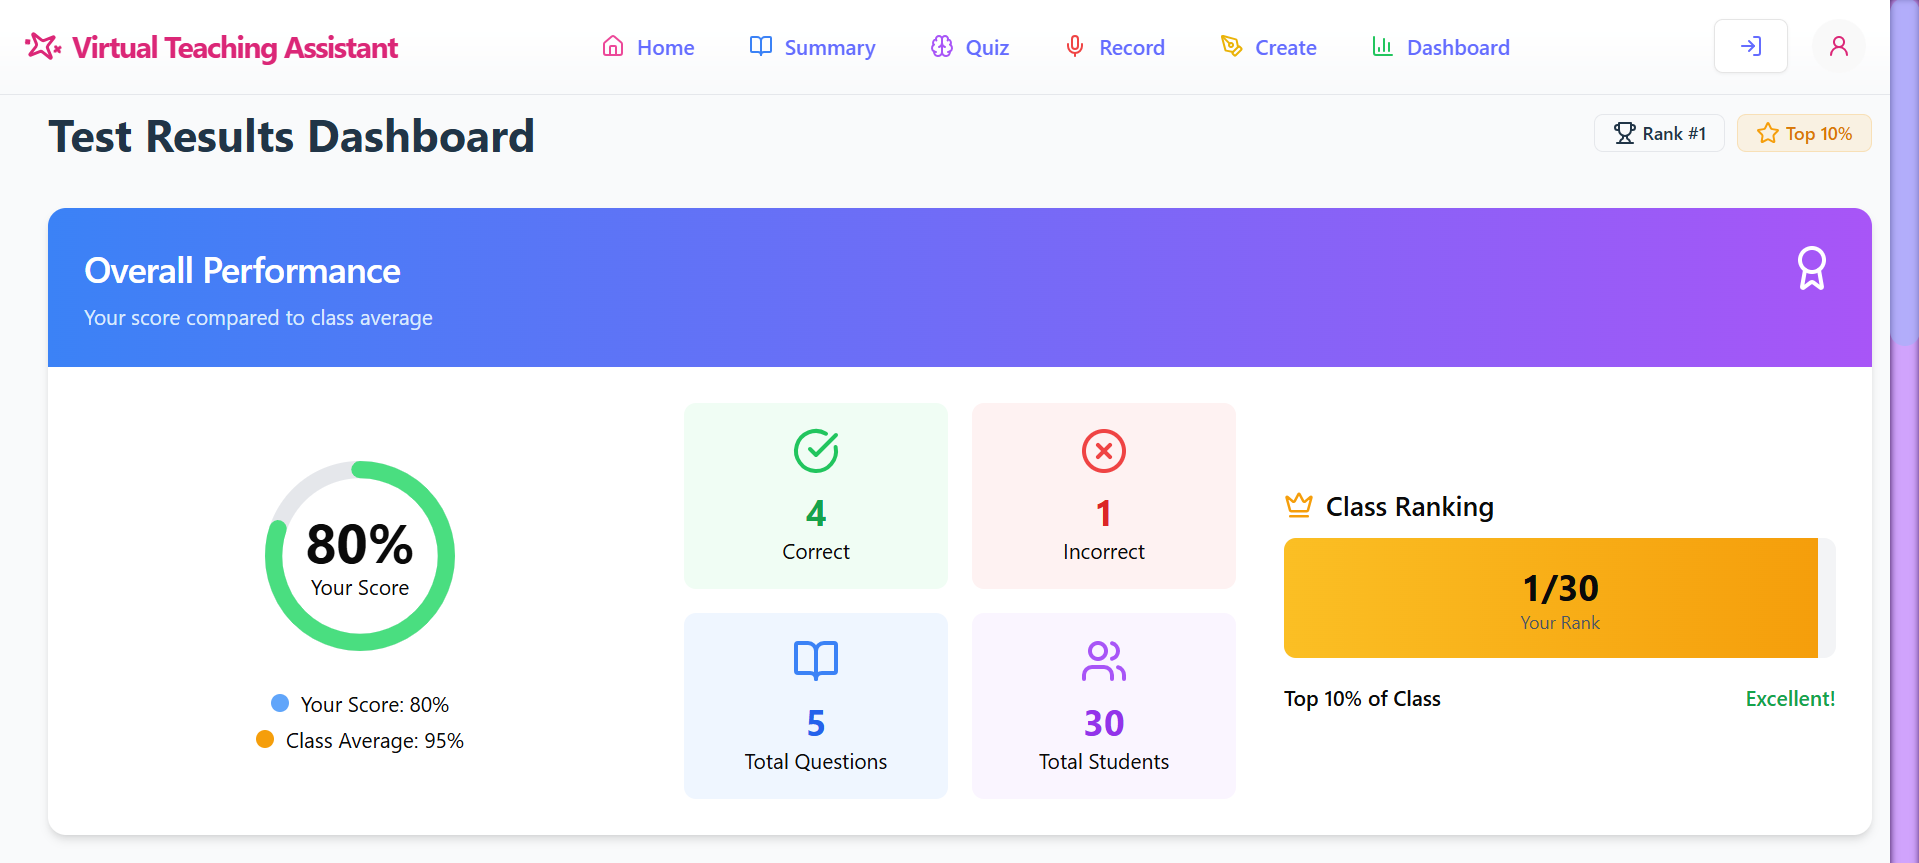 Virtual Teaching Assistant
Home
Summary
Quiz
Record
Create
Dashboard
Test Results Dashboard
Rank #1
Top 10%
Overall Performance
Your score compared to class average
80%
Your Score
Your Score: 80%
Class Average: 95%
4
Correct
1
Incorrect
5
Total Questions
30
Total Students
Class Ranking
1/30
Your Rank
Top 10% of Class
Excellent!